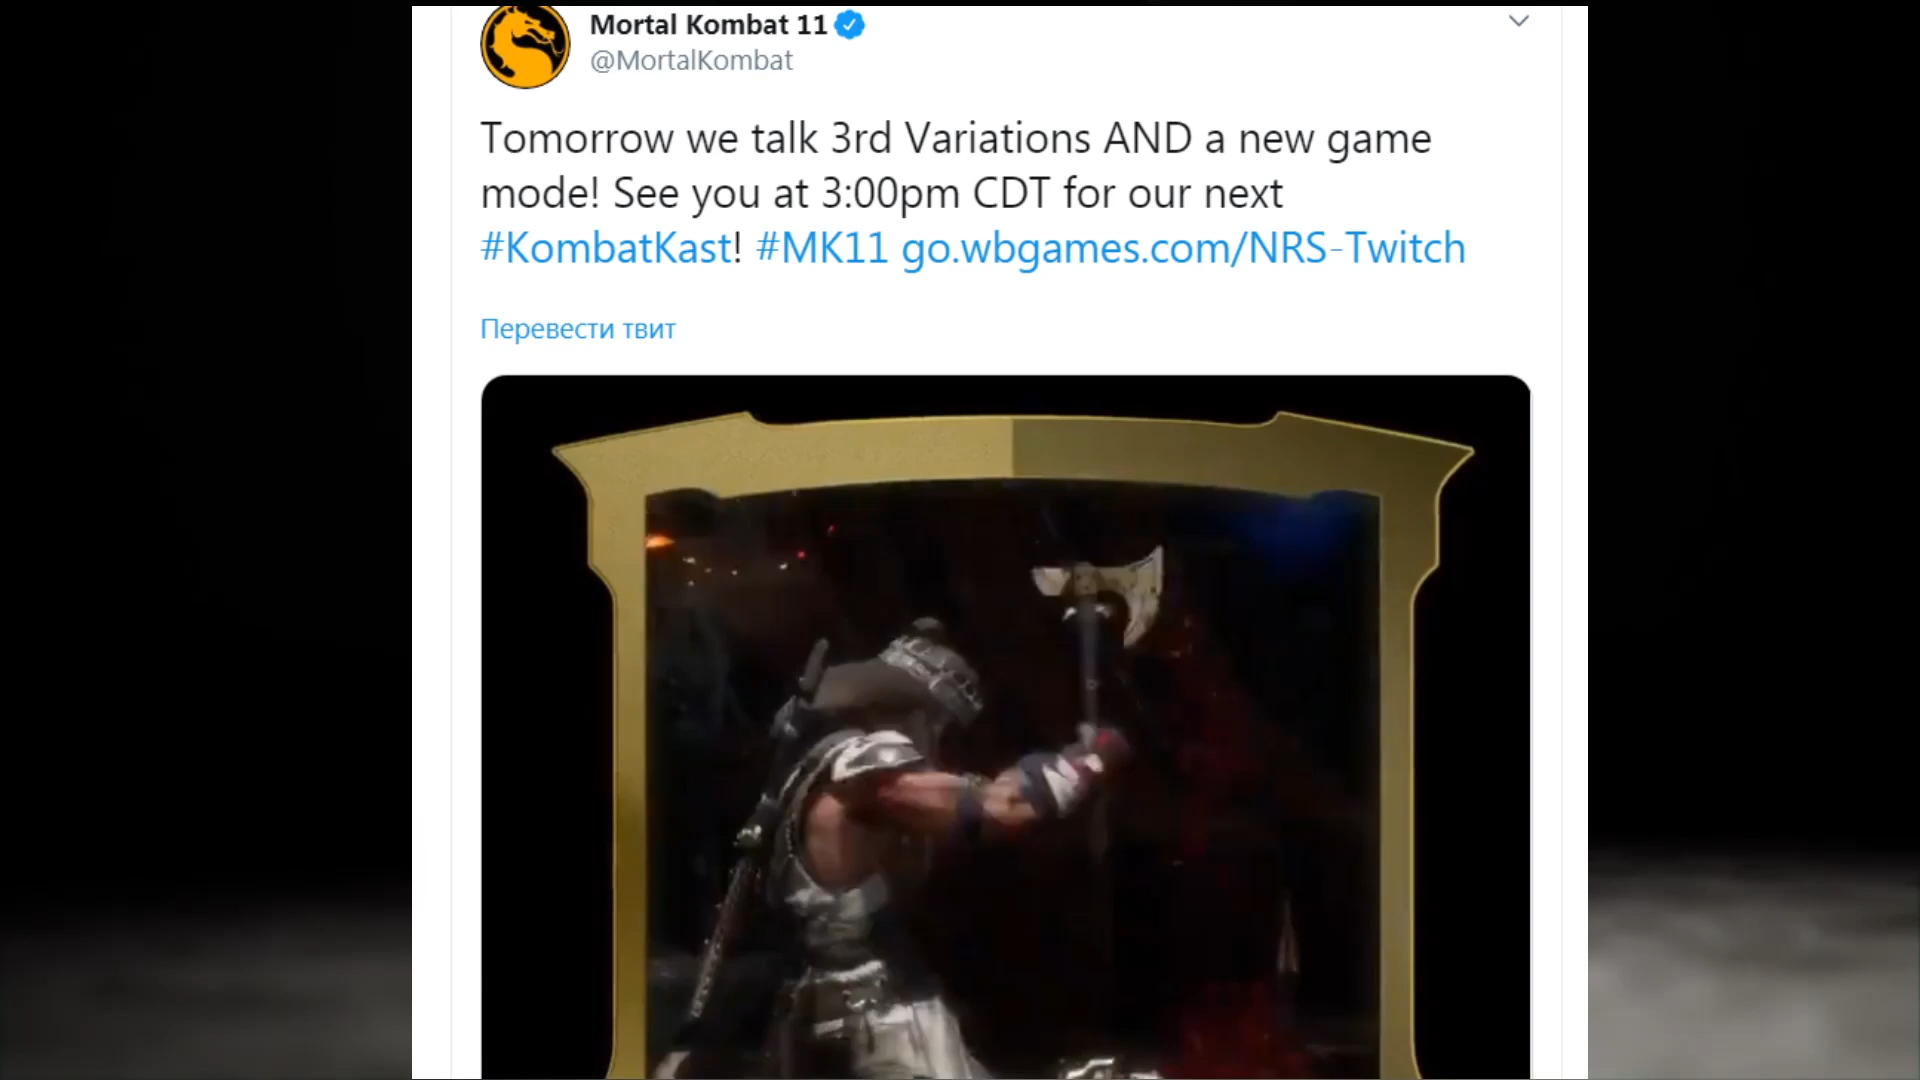 Mortal Kombat 11
@MortalKombat
Tomorrow we talk 3rd Variations AND a new game
mode! See you at 3:00pm CDT for our next
#KombatKast! #MK11 go.wbgames.com/NRS-Twitch
Перевести твит